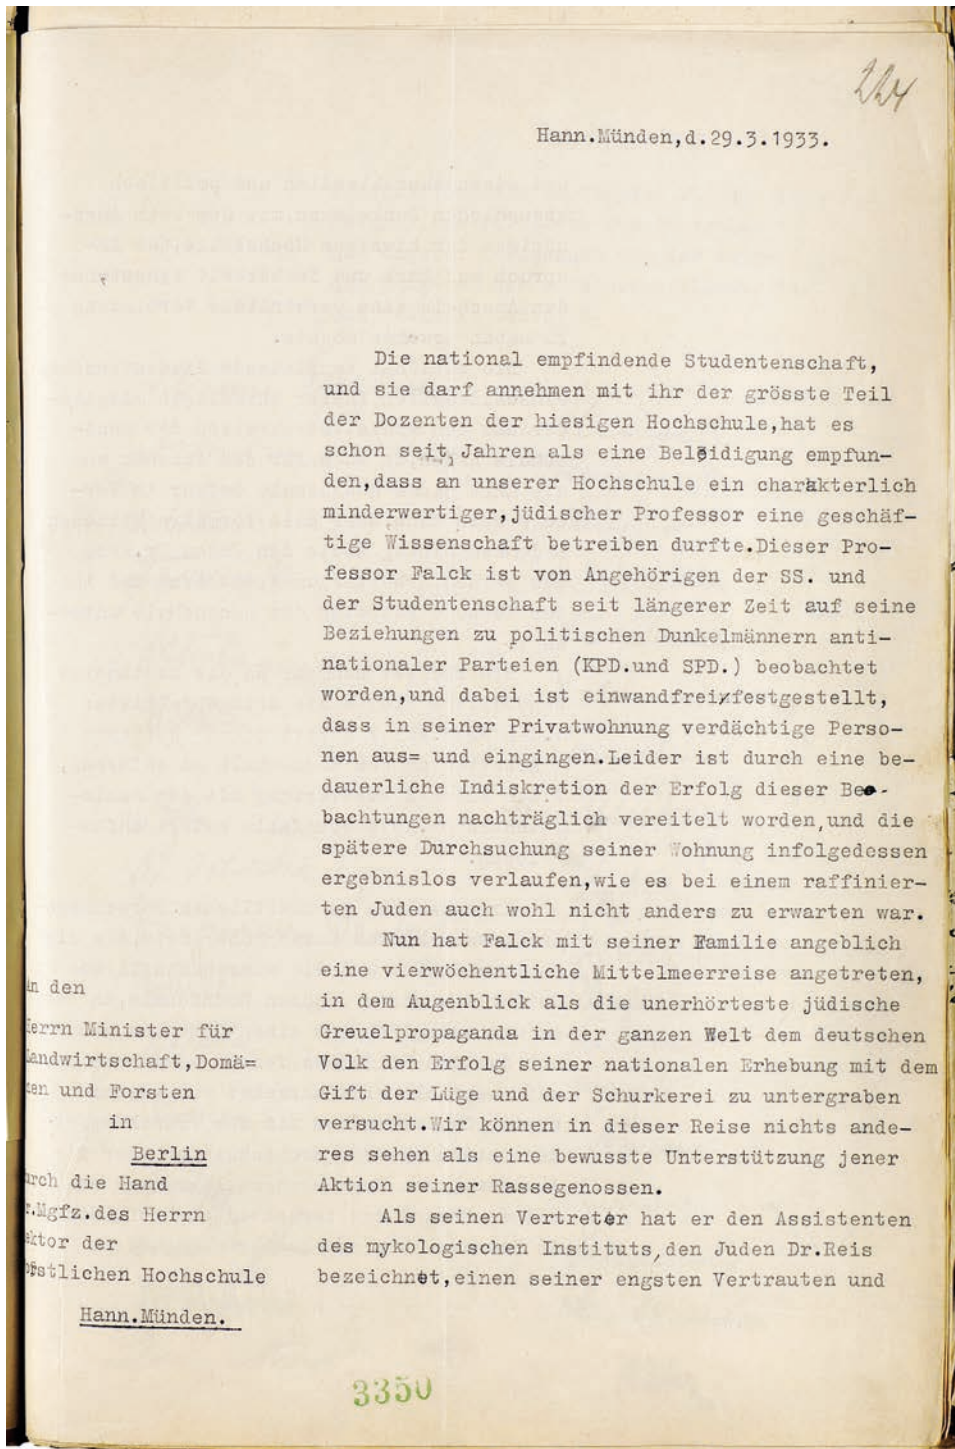 224
Hann.Münden,d.29.3.1933.
Die national empfindende Studentenschaft,
und sie darf annehmen mit ihr der grösste Teil
der Dozenten der hiesigen Hochschule,hat es
schon seit Jahren als eine Beleidigung empfun-
den,dass an unserer Hochschule ein charakterlich
minderwertiger,jüdischer Professor eine geschäf-
tige Wissenschaft betreiben durfte.Dieser Pro-
fessor Falck ist von Angehörigen der SS. und
der Studentenschaft seit längerer Zeit auf seine
Beziehungen zu politischen Dunkelmännern anti-
nationaler Parteien (KPD.und SPD.) beobachtet
worden,und dabei ist einwandfrei festgestellt,
dass in seiner Privatwohnung verdächtige Perso-
nen aus= und eingingen.Leider ist durch eine be-
dauerliche Indiskretion der Erfolg dieser Beo-
bachtungen nachträglich vereitelt worden,und die
spätere Durchsuchung seiner Wohnung infolgedessen
ergebnislos verlaufen,wie es bei einem raffinier-
ten Juden auch wohl nicht anders zu erwarten war.
Nun hat Falck mit seiner Familie angeblich
eine vierwöchentliche Mittelmeerreise angetreten,
in dem Augenblick als die unerhörteste jüdische
Greuelpropaganda in der ganzen Welt dem deutschen
Volk den Erfolg seiner nationalen Erhebung mit dem
Gift der Lüge und der Schurkerei zu untergraben
versucht.Wir können in dieser Reise nichts ande-
res sehen als eine bewusste Unterstützung jener
Aktion seiner Rassegenossen.
Als seinen Vertreter hat er den Assistenten
des mykologischen Instituts,den Juden Dr.Reis
bezeichnet,einen seiner engsten Vertrauten und
An den
Herrn Minister für
Landwirtschaft,Domä=
nen und Forsten
in
Berlin
durch die Hand
Sr.Mgfz.des Herrn
Rektor der
Forstlichen Hochschule
Hann.Münden.
3350